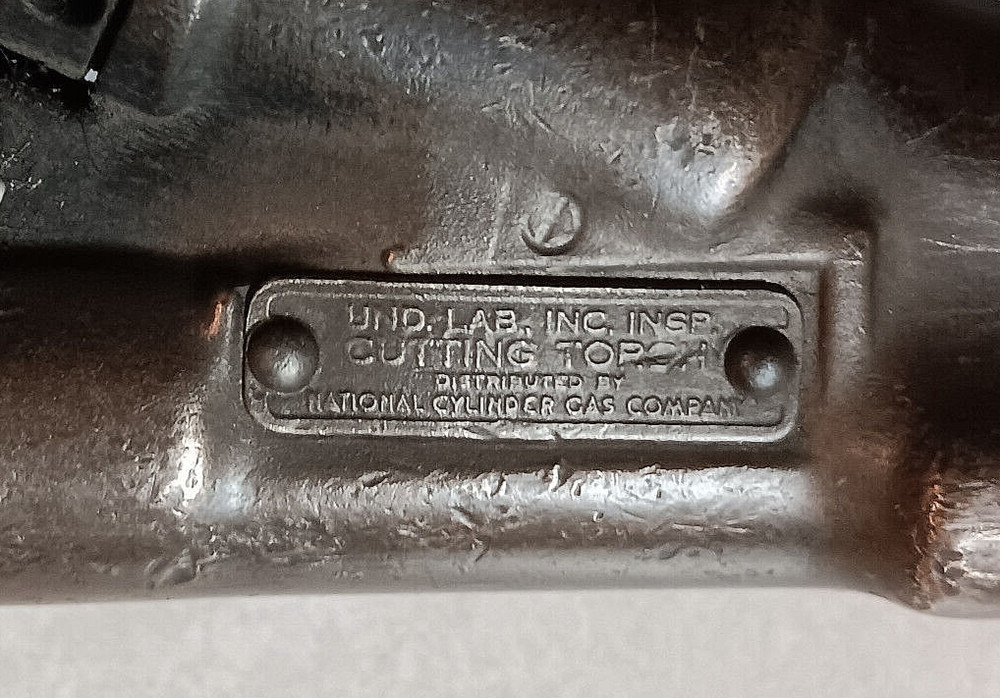 UND. LAB. INC. INSP.
CUTTING TORCH
DISTRIBUTED BY
NATIONAL CYLINDER GAS COMPANY